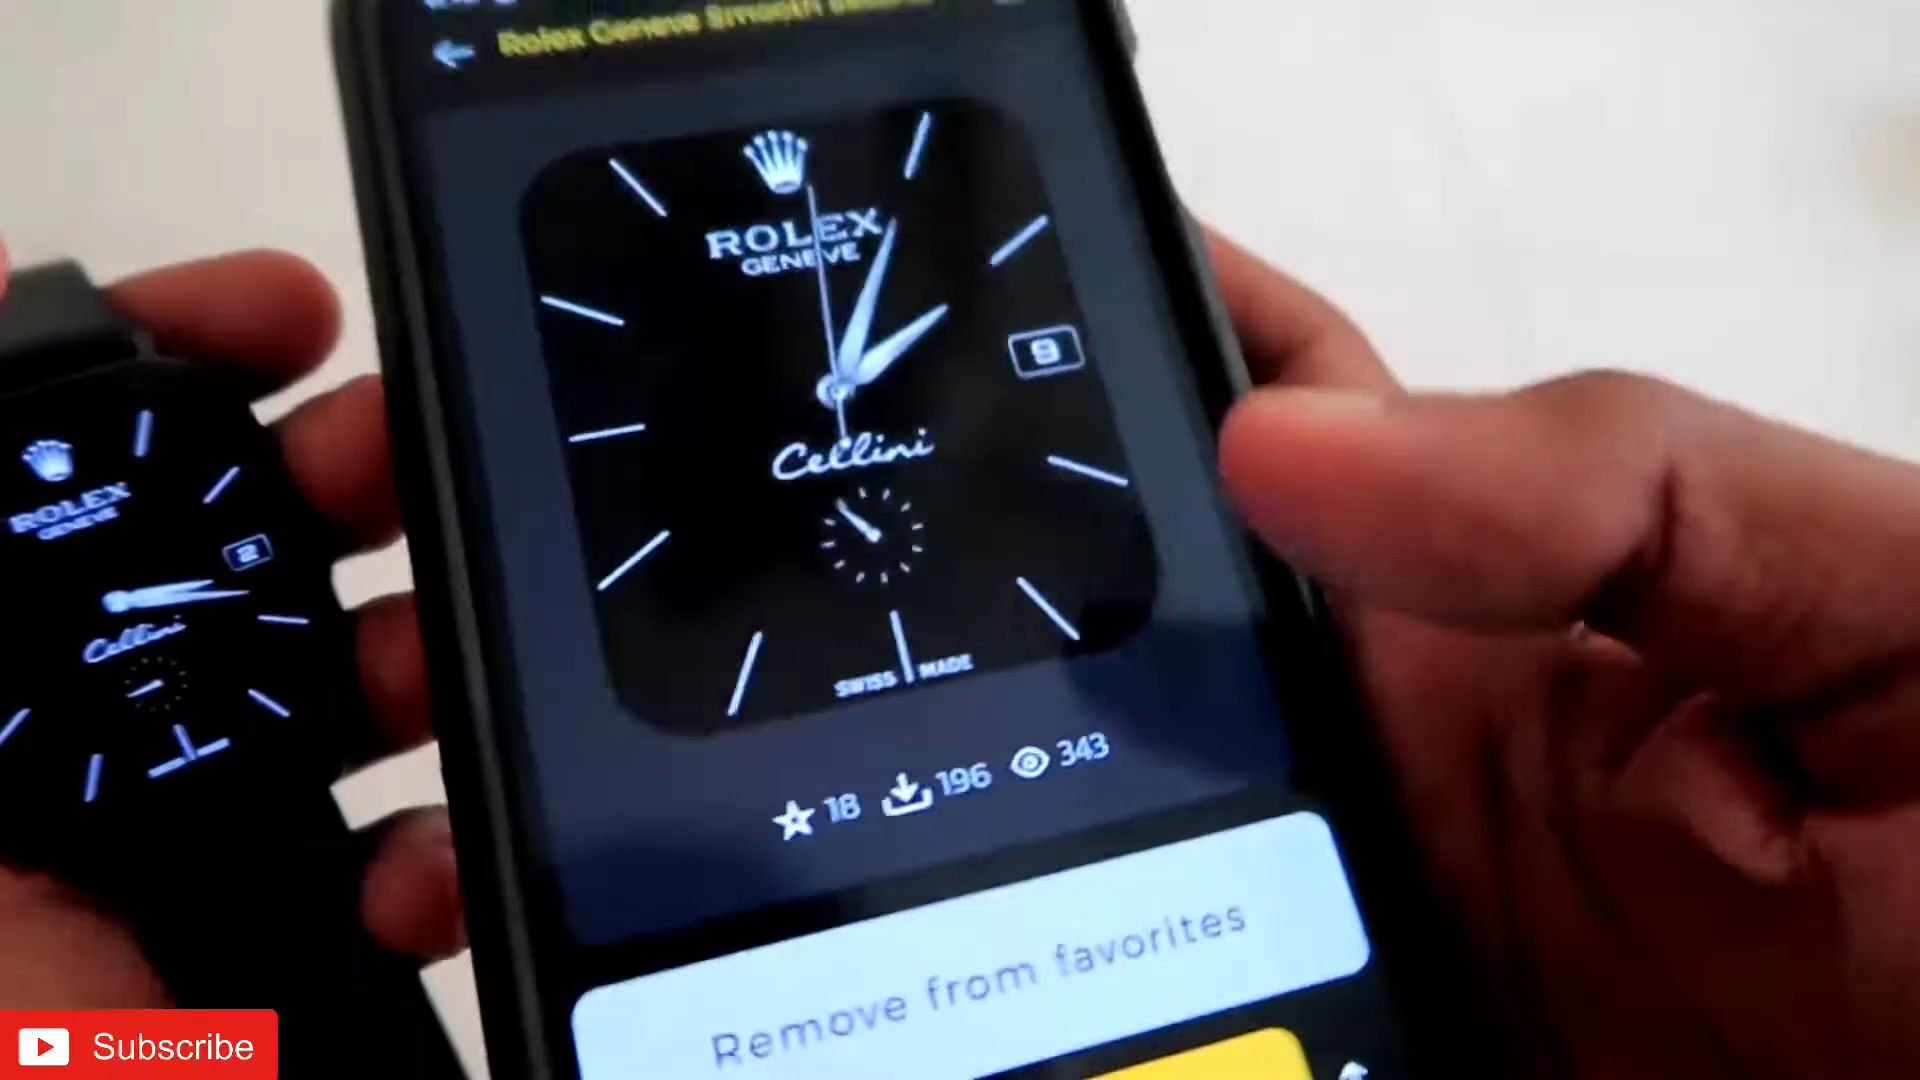 Rolex Geneve Smooth
ROLEX
GENEVE
9
Cellini
SWISS MADE
18 196 343
Remove from favorites
ROLEX
GENEVE
2
Cellini
Subscribe